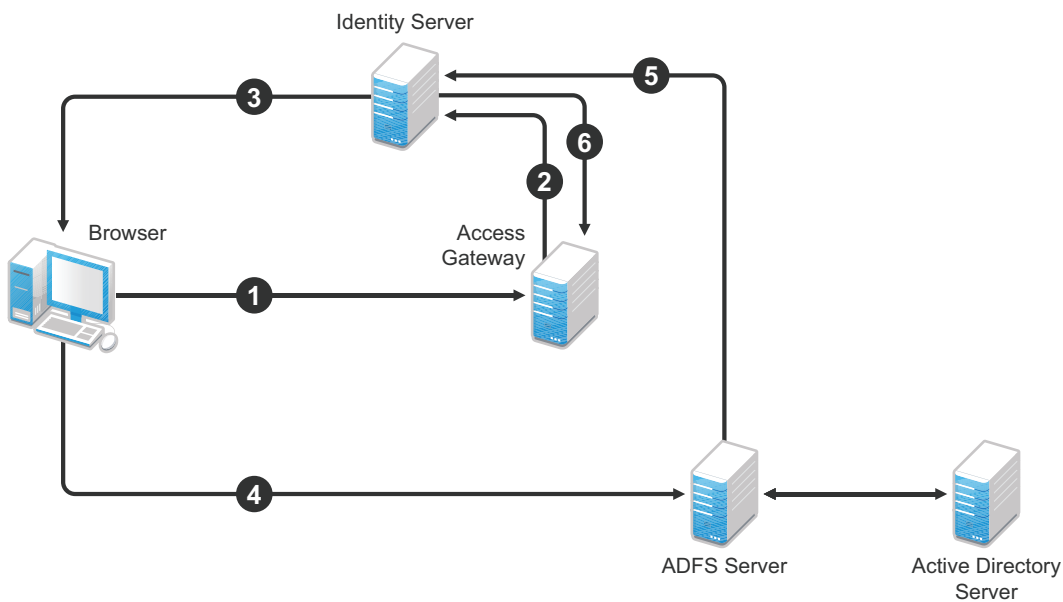 Identity Server
5
3
6
2
Browser
Access
Gateway
1
4
ADFS Server
Active Directory
Server